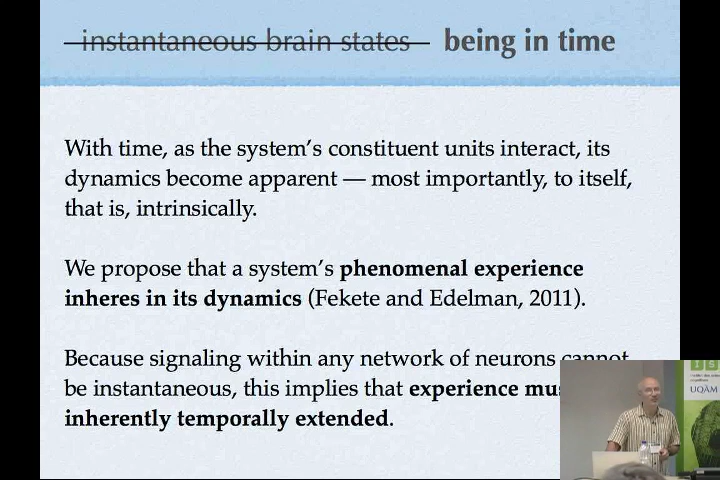 instantaneous brain states being in time
With time, as the system's constituent units interact, its
dynamics become apparent — most importantly, to itself,
that is, intrinsically.
We propose that a system's phenomenal experience
inheres in its dynamics (Fekete and Edelman, 2011).
Because signaling within any network of neurons cannot
be instantaneous, this implies that experience
inherently temporally extended.
UQÀM